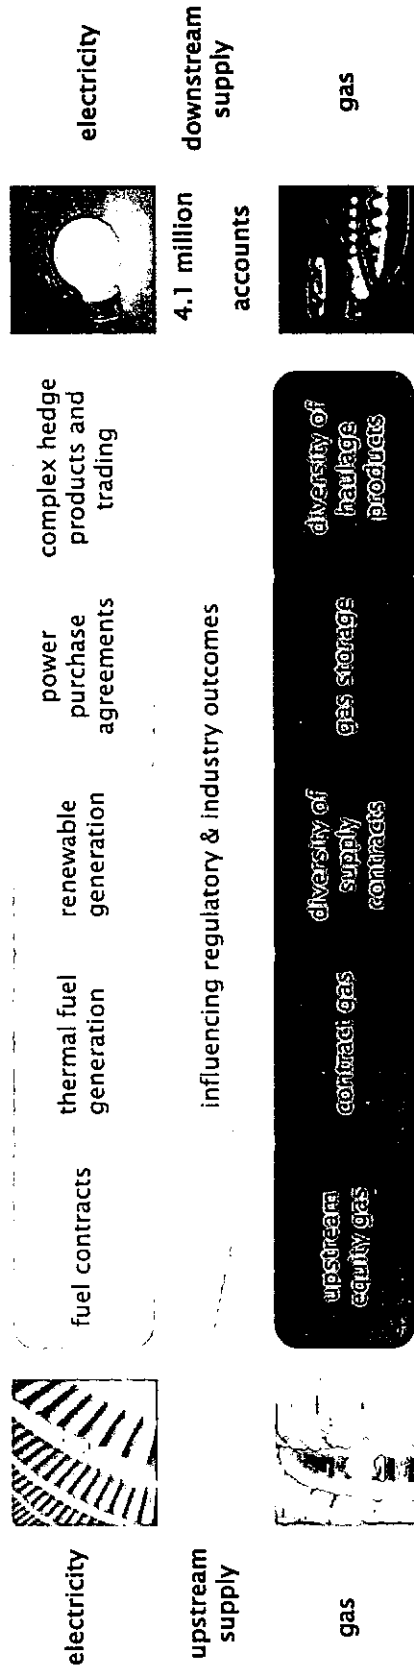 electricity
fuel contracts
thermal fuel
generation
renewable
generation
power
purchase
agreements
complex hedge
products and
trading
electricity
upstream
supply
influencing regulatory & industry outcomes
4.1 million
accounts
downstream
supply
gas
upstream
equity gas
contract gas
diversity of
supply
contracts
gas storage
diversity of
haulage
products
gas